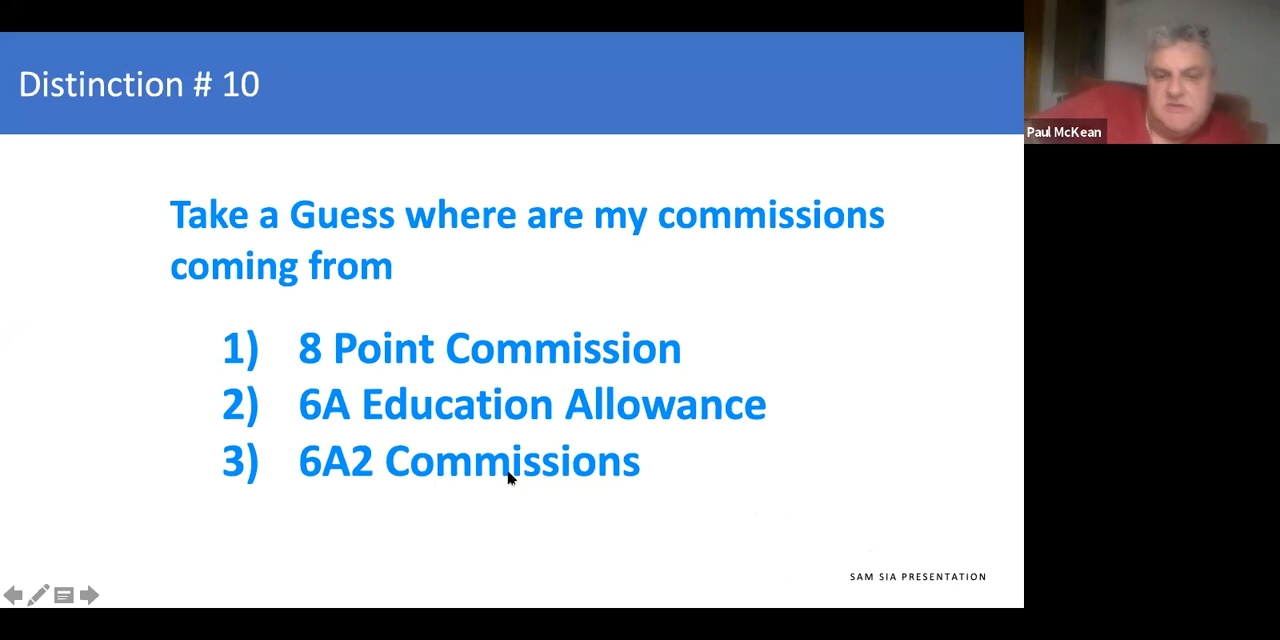 Distinction # 10
Paul McKean
Take a Guess where are my commissions
coming from
1) 8 Point Commission
2) 6A Education Allowance
3) 6A2 Commissions
SAM SIA PRESENTATION